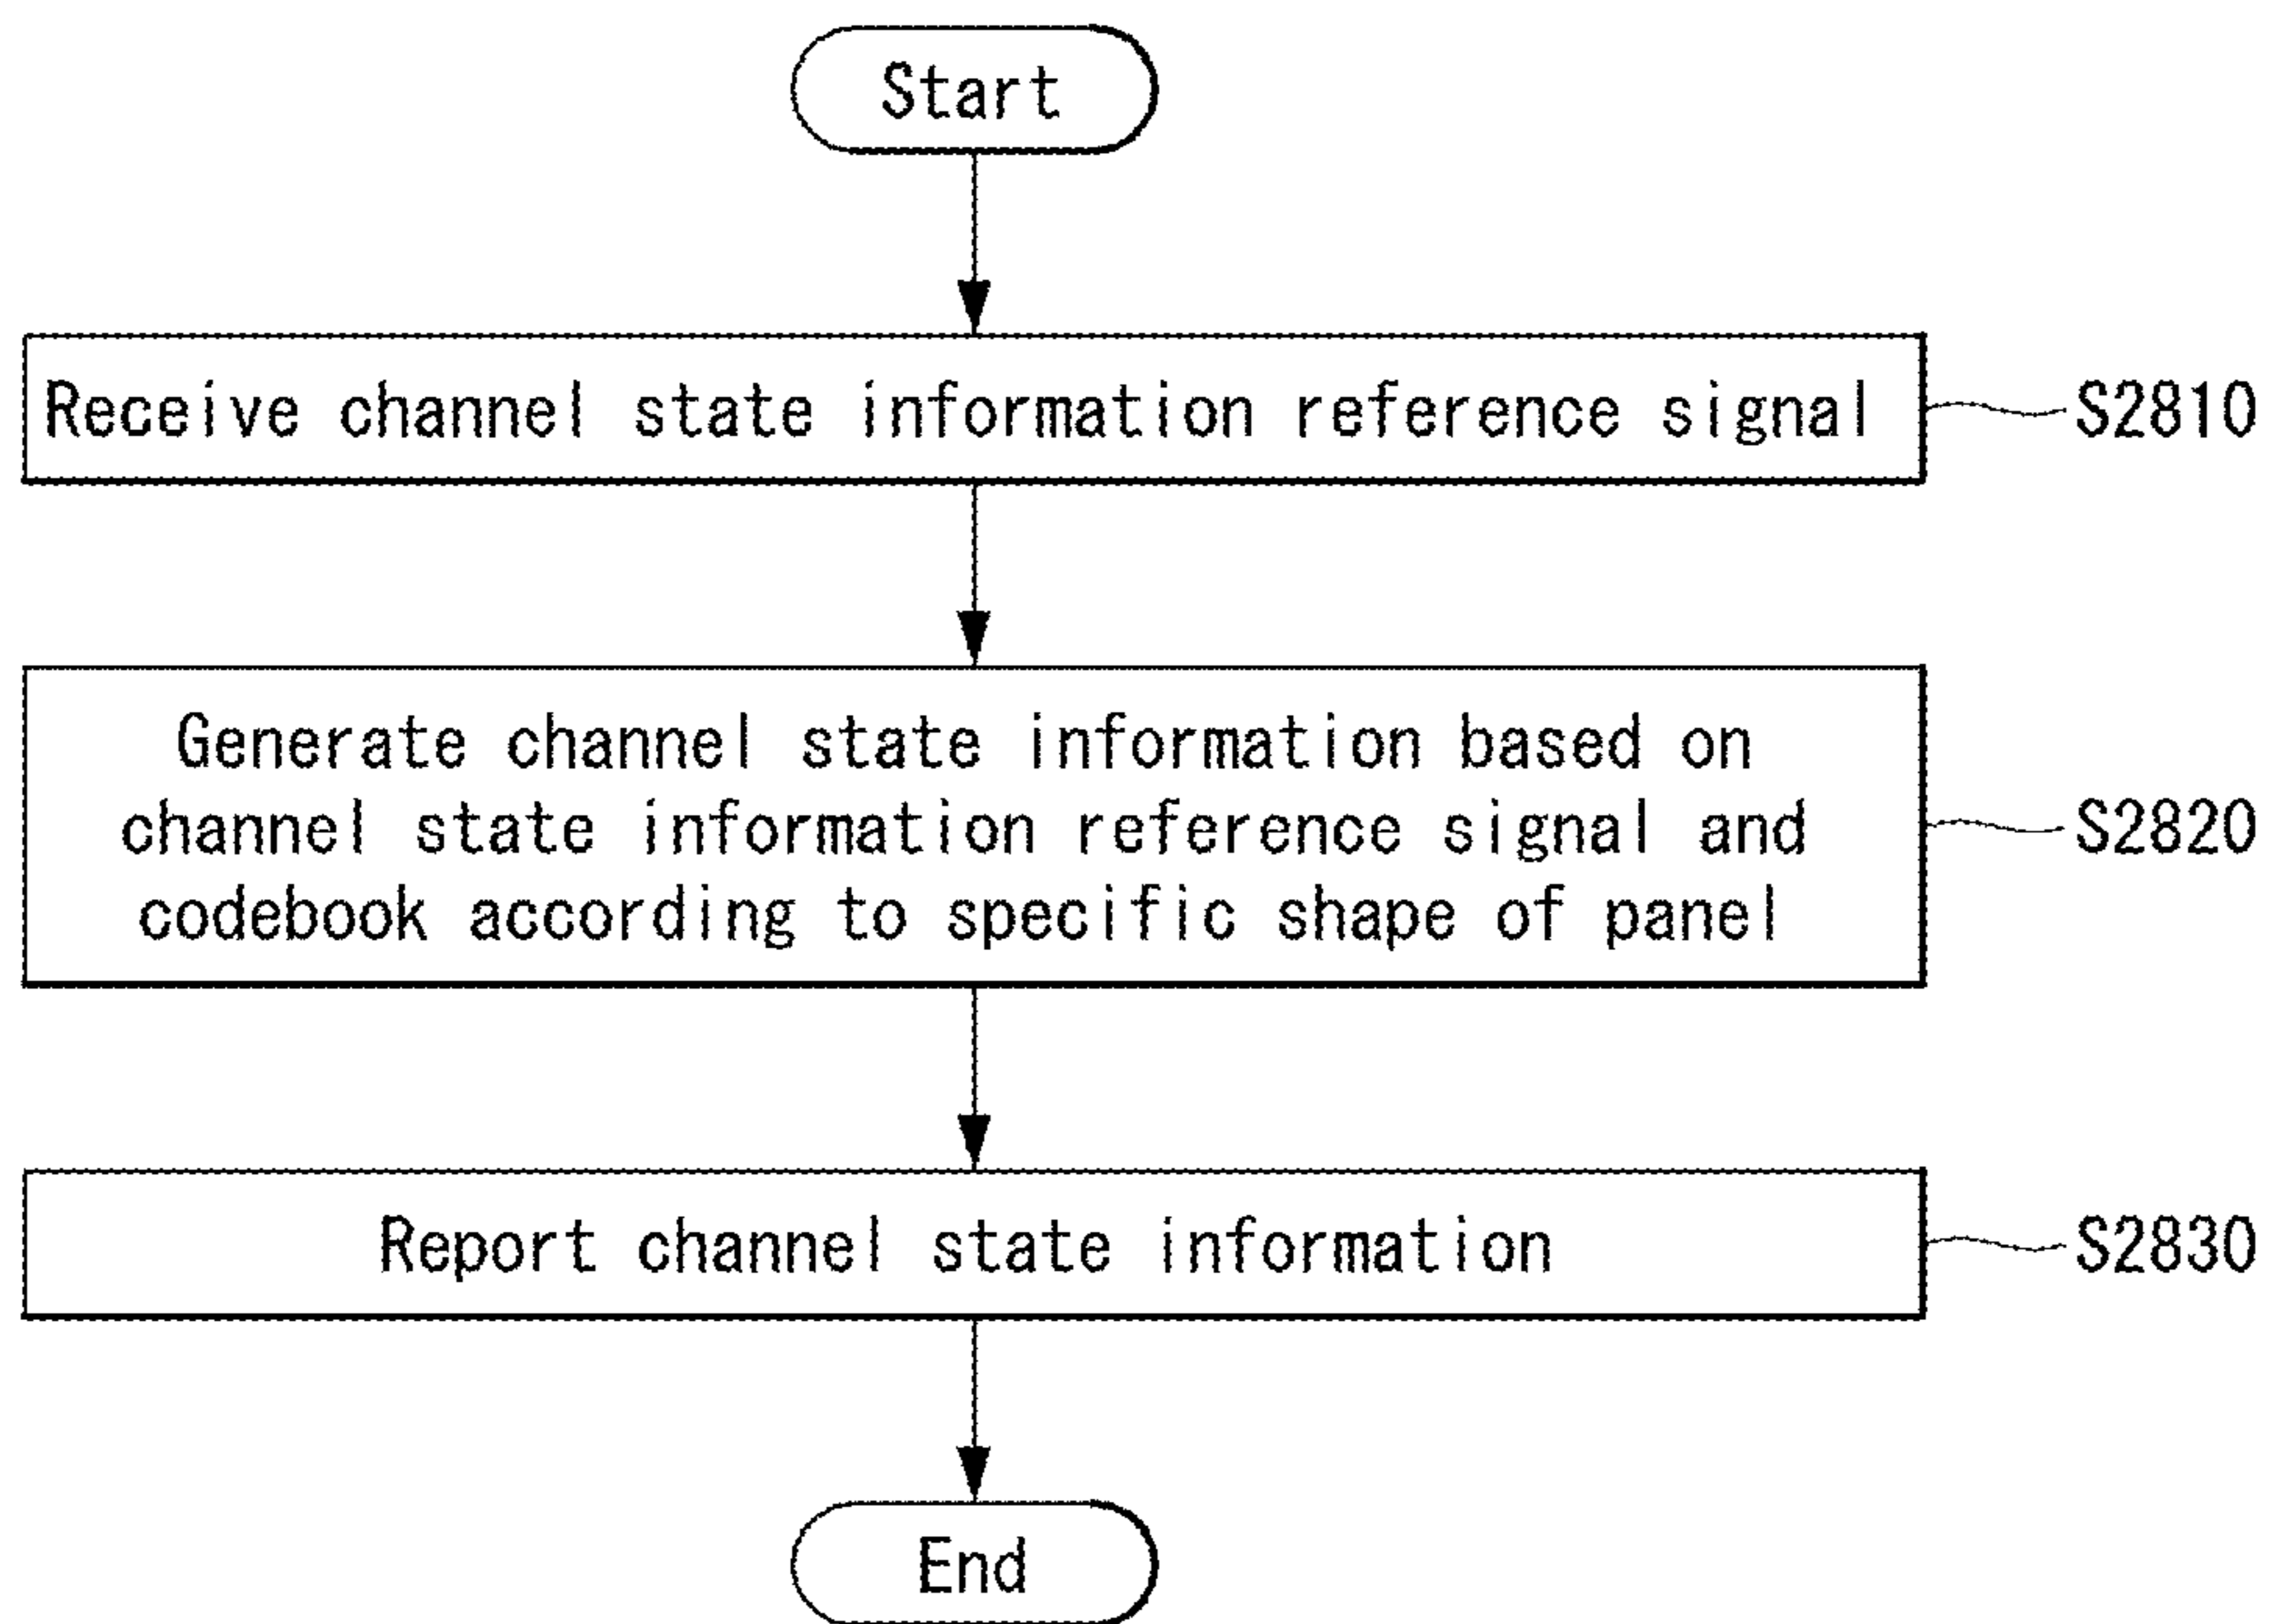 Start
Receive channel state information reference signal
S2810
Generate channel state information based on
channel state information reference signal and
codebook according to specific shape of panel
S2820
Report channel state information
S2830
End